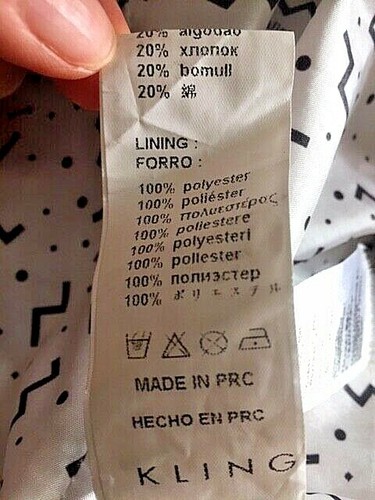 20% algodão
20% хлопок
20% bomull
20% 綿
LINING :
FORRO :
100% polyester
100% poliéster
100% πολυεστερος
100% poliestere
100% polyesteri
100% poliester
100% полиэстер
100% ポリエステル
MADE IN PRC
HECHO EN PRC
KLING